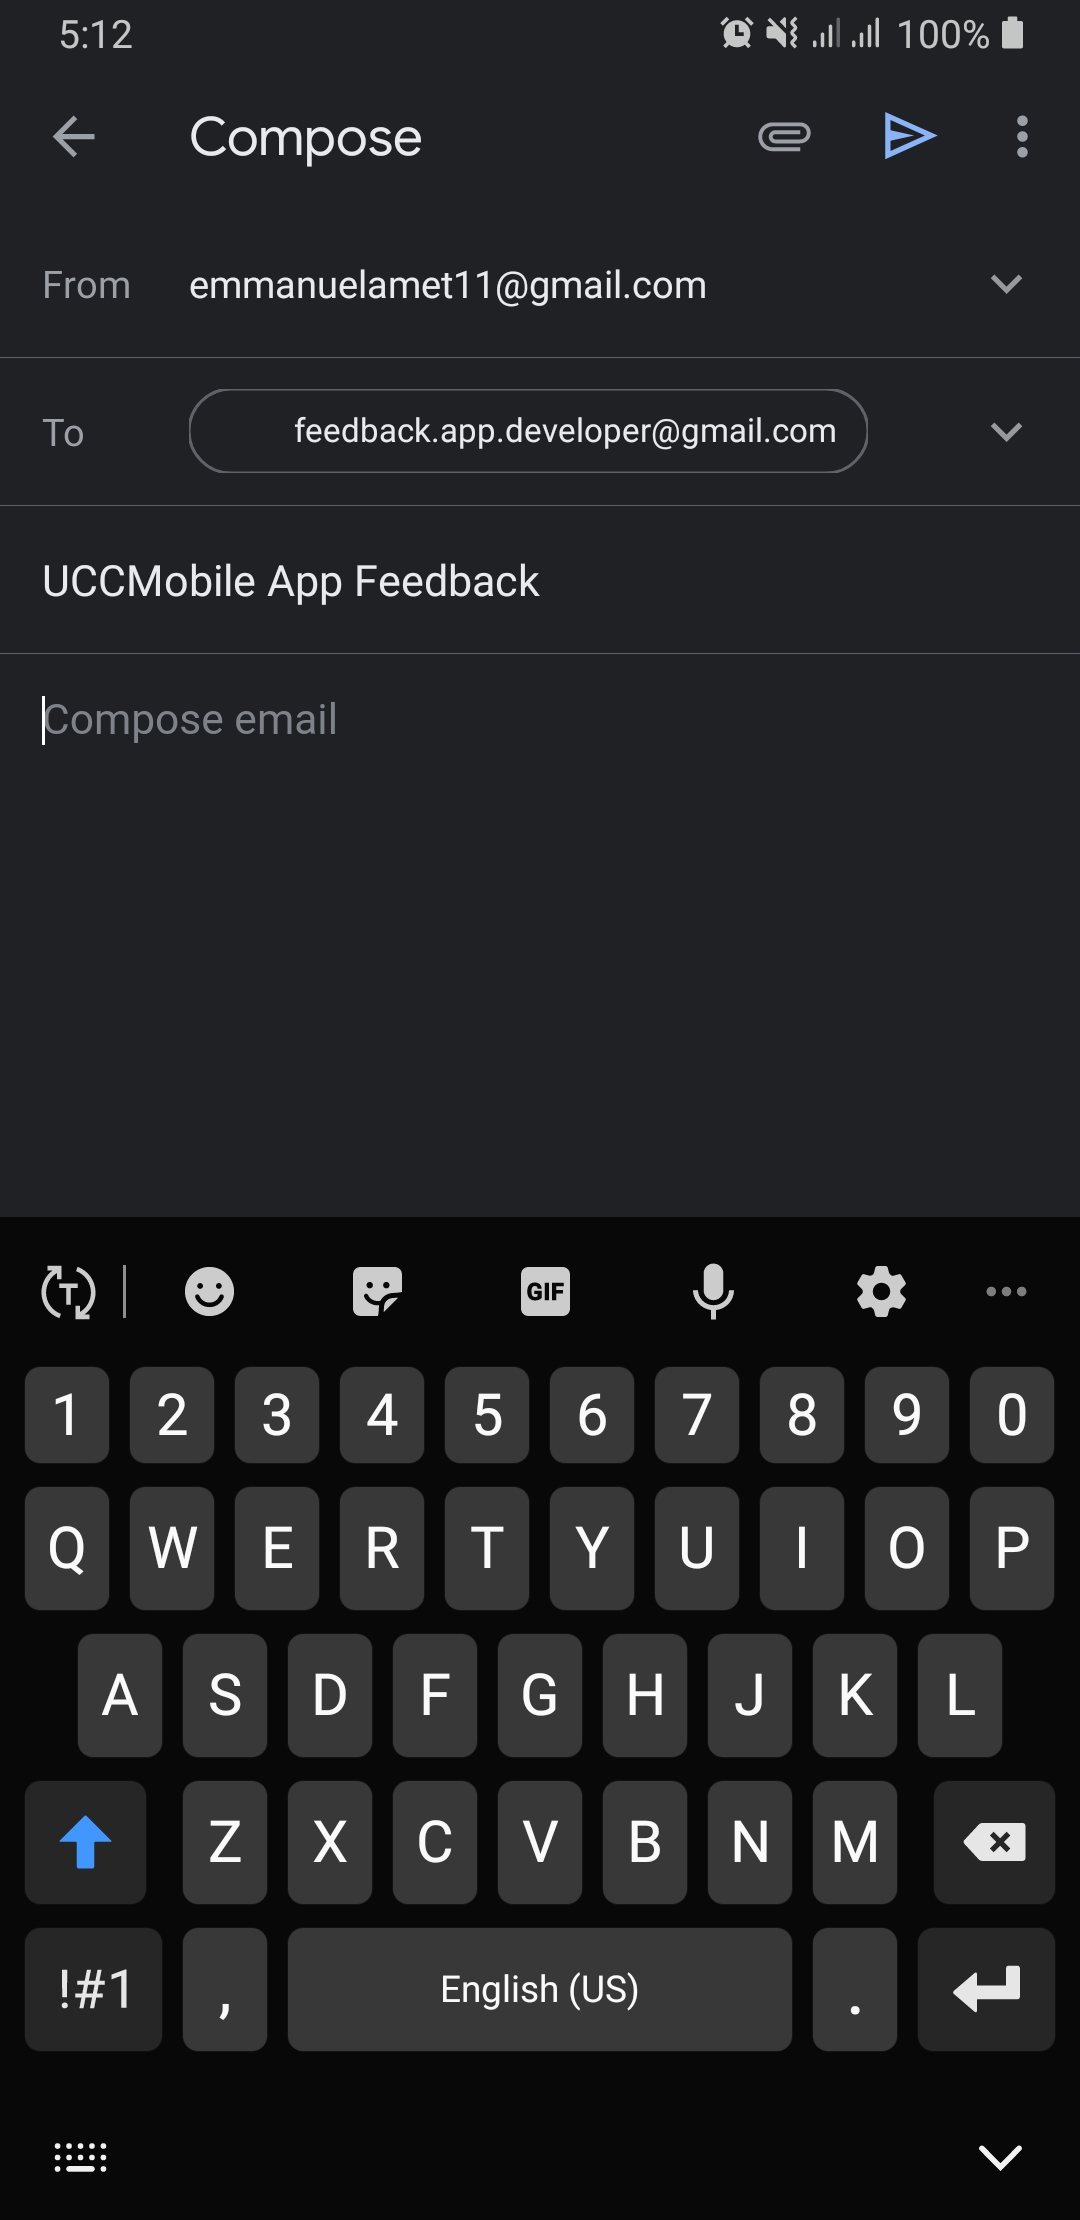 5:12 100%
Compose
From emmanuelamet11@gmail.com
To feedback.app.developer@gmail.com
UCCMobile App Feedback
Compose email
T GIF
1 2 3 4 5 6 7 8 9 0
Q W E R T Y U I O P
A S D F G H J K L
Z X C V B N M
!#1 , English (US) .